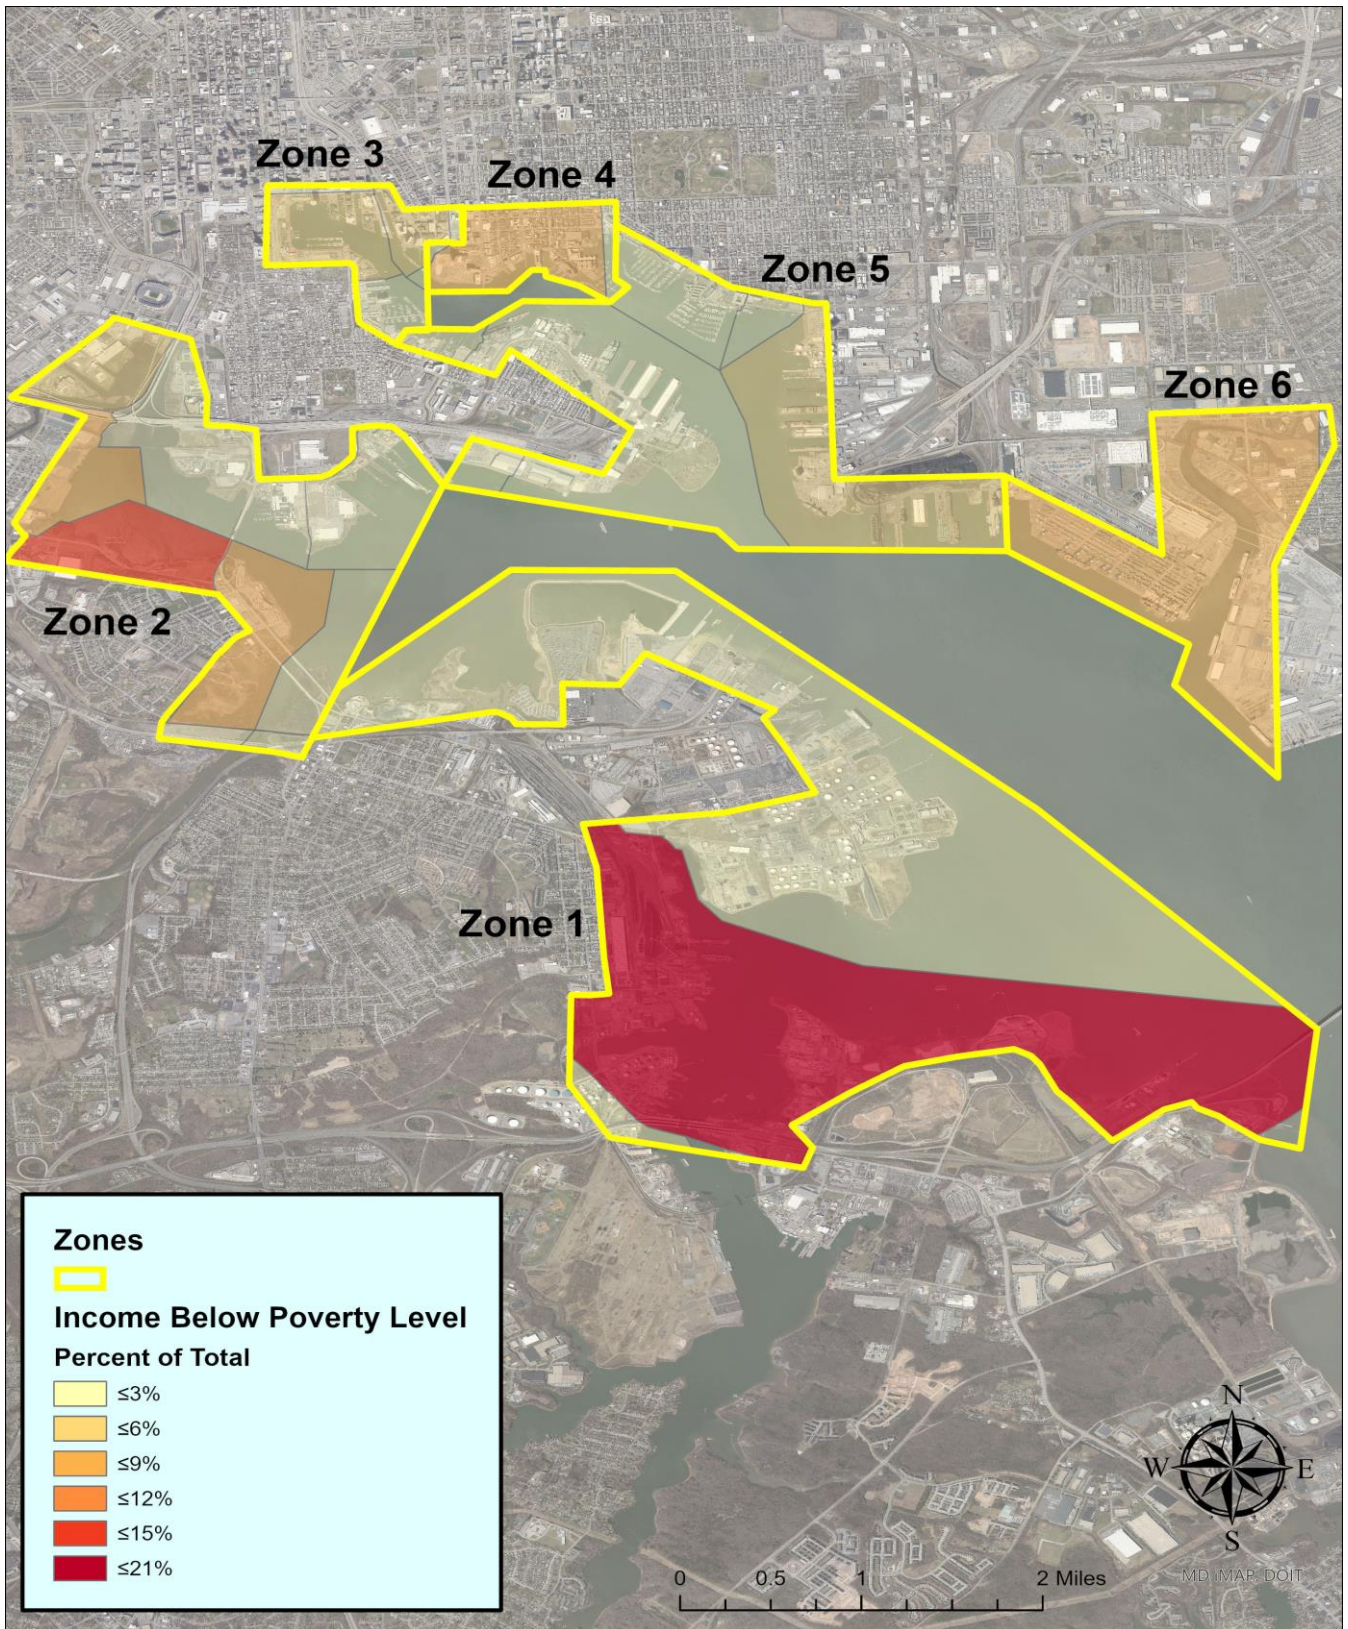 Zone 3
Zone 4
Zone 5
Zone 6
Zone 2
Zone 1
Zones
Income Below Poverty Level
Percent of Total
≤3%
≤6%
≤9%
≤12%
≤15%
≤21%
N
W
E
S
0 0.5 1 2 Miles
MD iMAP, DOIT